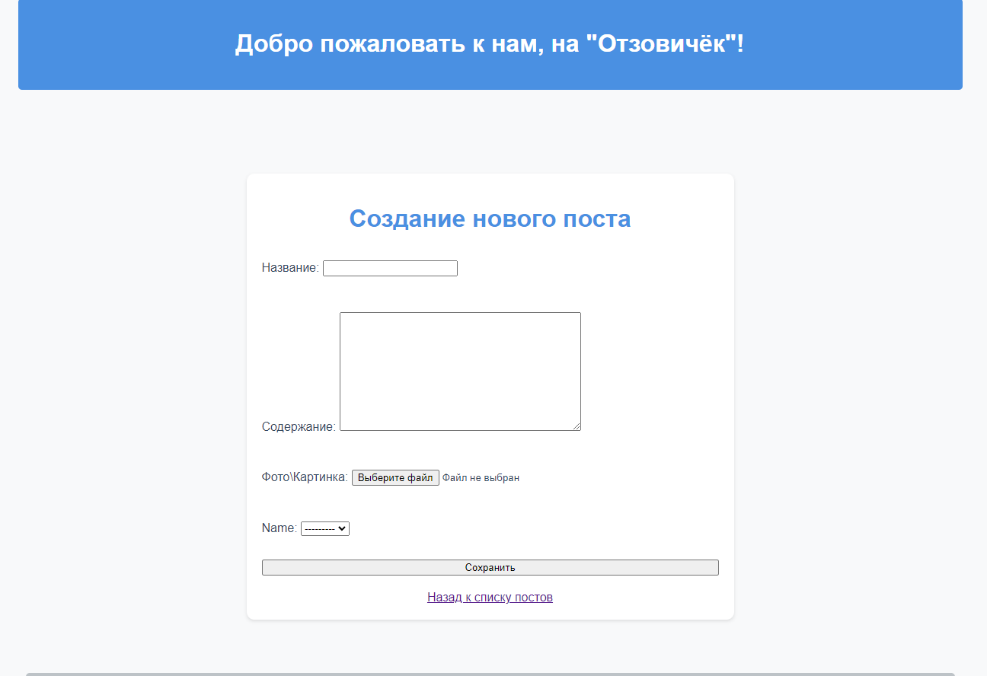 Добро пожаловать к нам, на "Отзовичёк"!
Создание нового поста
Название:
Содержание:
Фото\Картинка: Выберите файл Файл не выбран
Name: ---------
Сохранить
Назад к списку постов